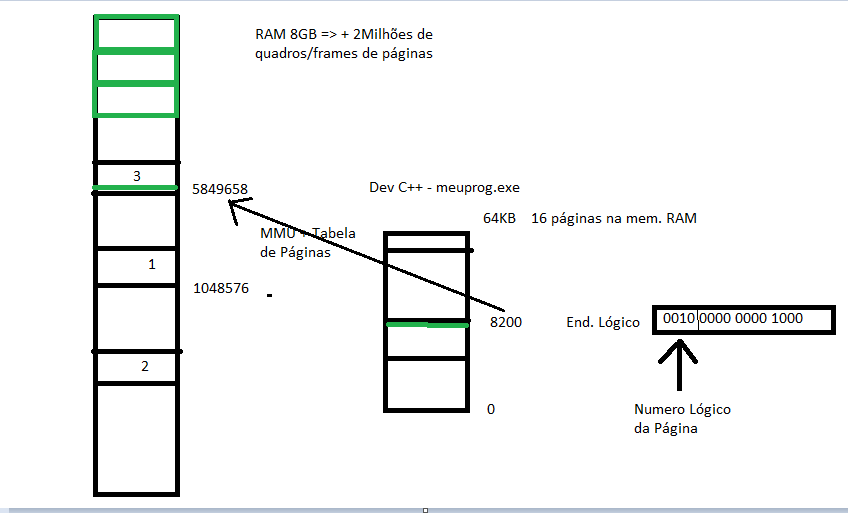 RAM 8GB => + 2Milhões de
quadros/frames de páginas
3
5849658
Dev C++ - meuprog.exe
64KB 16 páginas na mem. RAM
MMU + Tabela
de Páginas
1
1048576
8200
End. Lógico
0010 0000 0000 1000
2
0
Numero Lógico
da Página